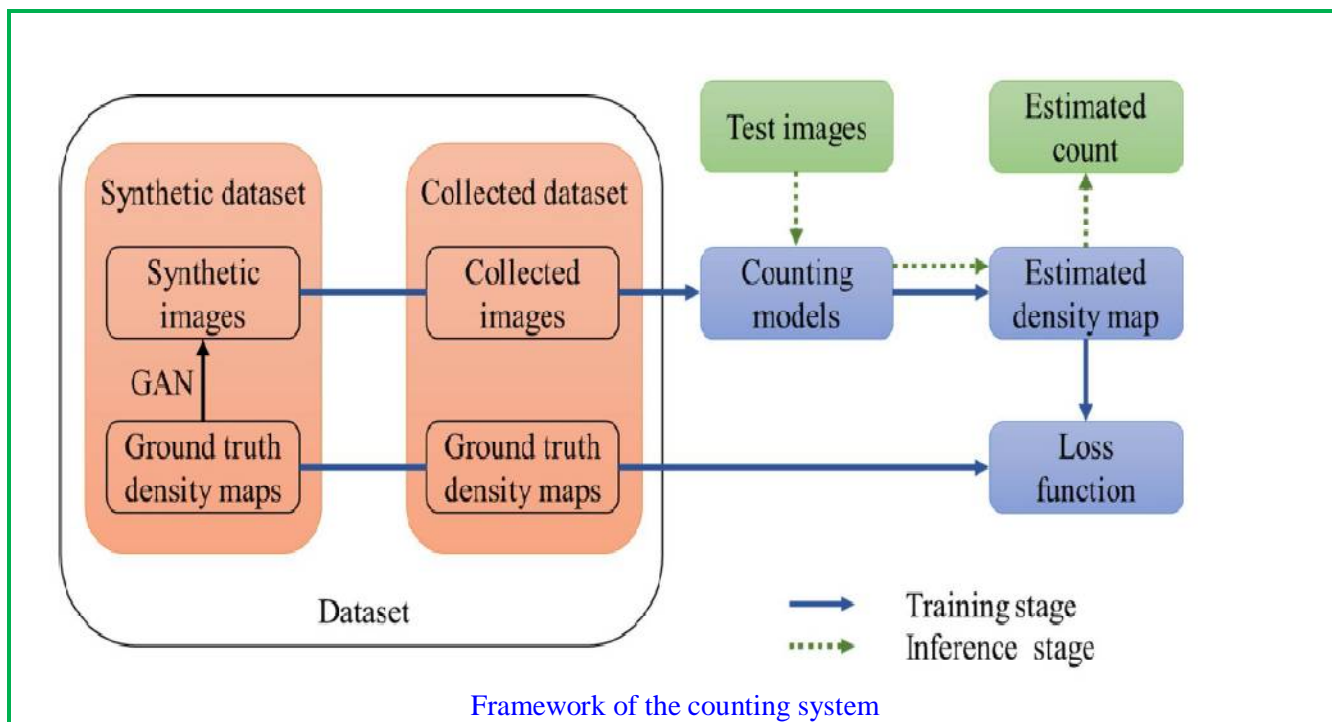 Synthetic dataset
Synthetic
images
GAN
Ground truth
density maps
Collected dataset
Collected
images
Ground truth
density maps
Dataset
Test images
Counting
models
Estimated
count
Estimated
density map
Loss
function
Training stage
Inference stage
Framework of the counting system